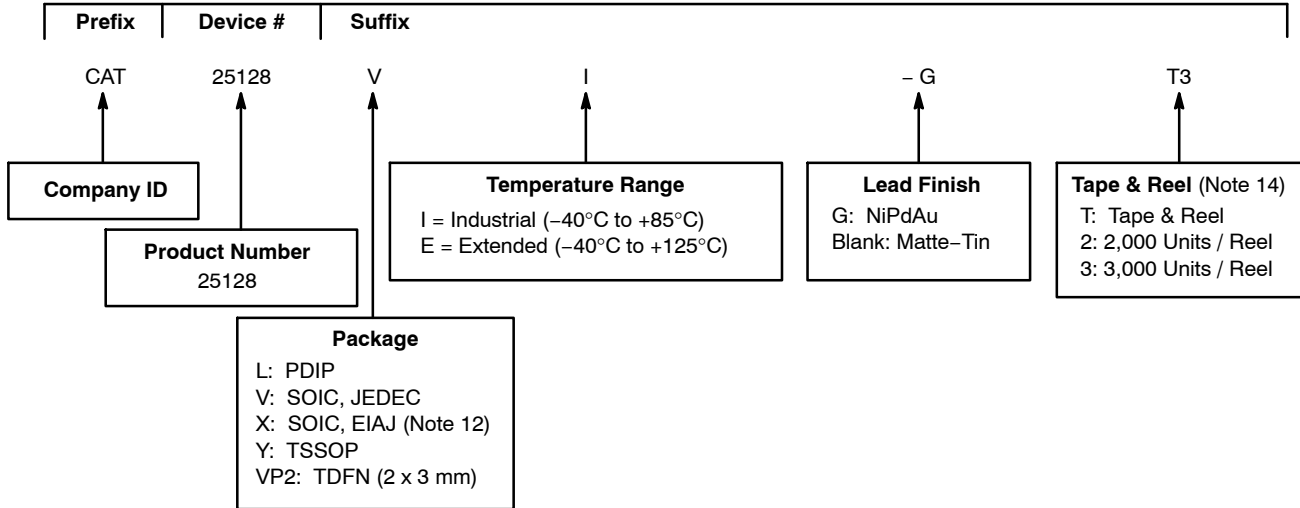 Prefix Device # Suffix
CAT 25128 V I – G T3
Company ID
Product Number
25128
Package
L: PDIP
V: SOIC, JEDEC
X: SOIC, EIAJ (Note 12)
Y: TSSOP
VP2: TDFN (2 x 3 mm)
Temperature Range
I = Industrial (−40°C to +85°C)
E = Extended (−40°C to +125°C)
Lead Finish
G: NiPdAu
Blank: Matte−Tin
Tape & Reel (Note 14)
T: Tape & Reel
2: 2,000 Units / Reel
3: 3,000 Units / Reel